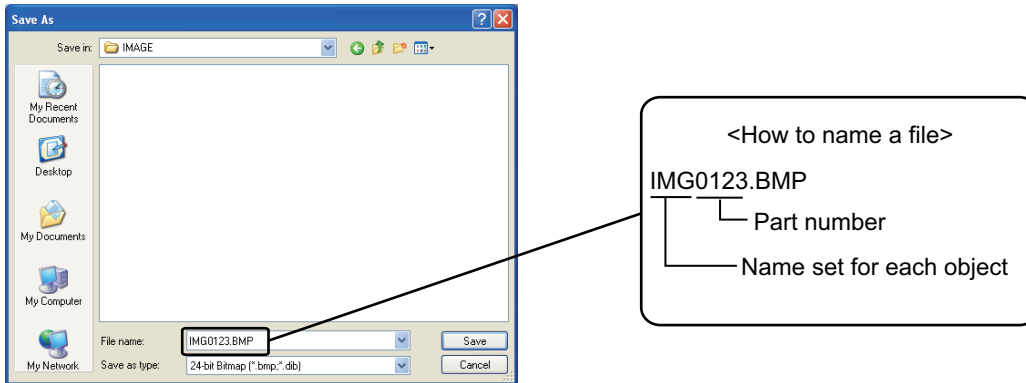 Save As
Save in:
IMAGE
My Recent
Documents
Desktop
My Documents
My Computer
My Network
File name:
IMG0123.BMP
Save
Save as type:
24-bit Bitmap (*.bmp;*.dib)
Cancel
<How to name a file>
IMG0123.BMP
Part number
Name set for each object